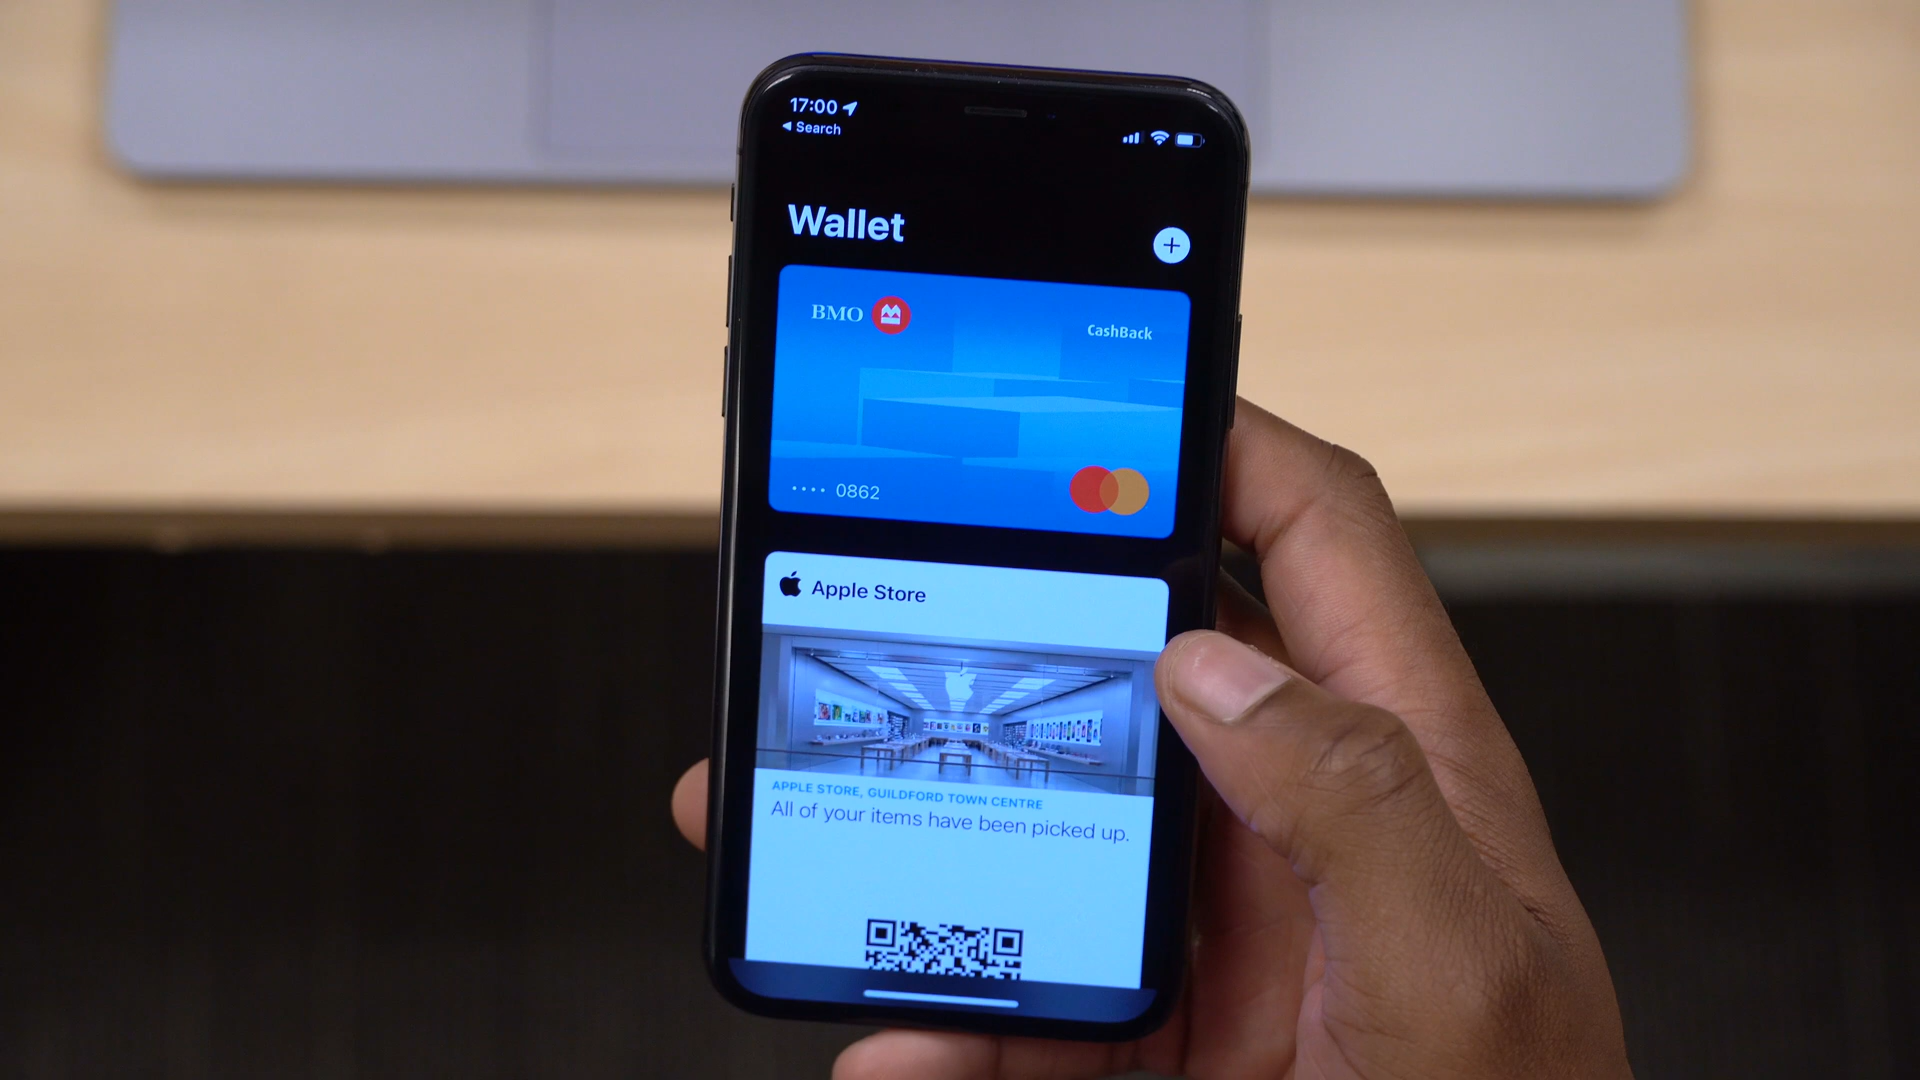 17:00
◀ Search
Wallet
BMO
CashBack
•••• 0862
Apple Store
APPLE STORE, GUILDFORD TOWN CENTRE
All of your items have been picked up.